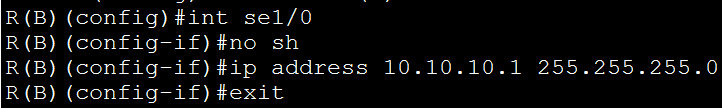 R(B)(config)#int se1/0
R(B)(config-if)#no sh
R(B)(config-if)#ip address 10.10.10.1 255.255.255.0
R(B)(config-if)#exit